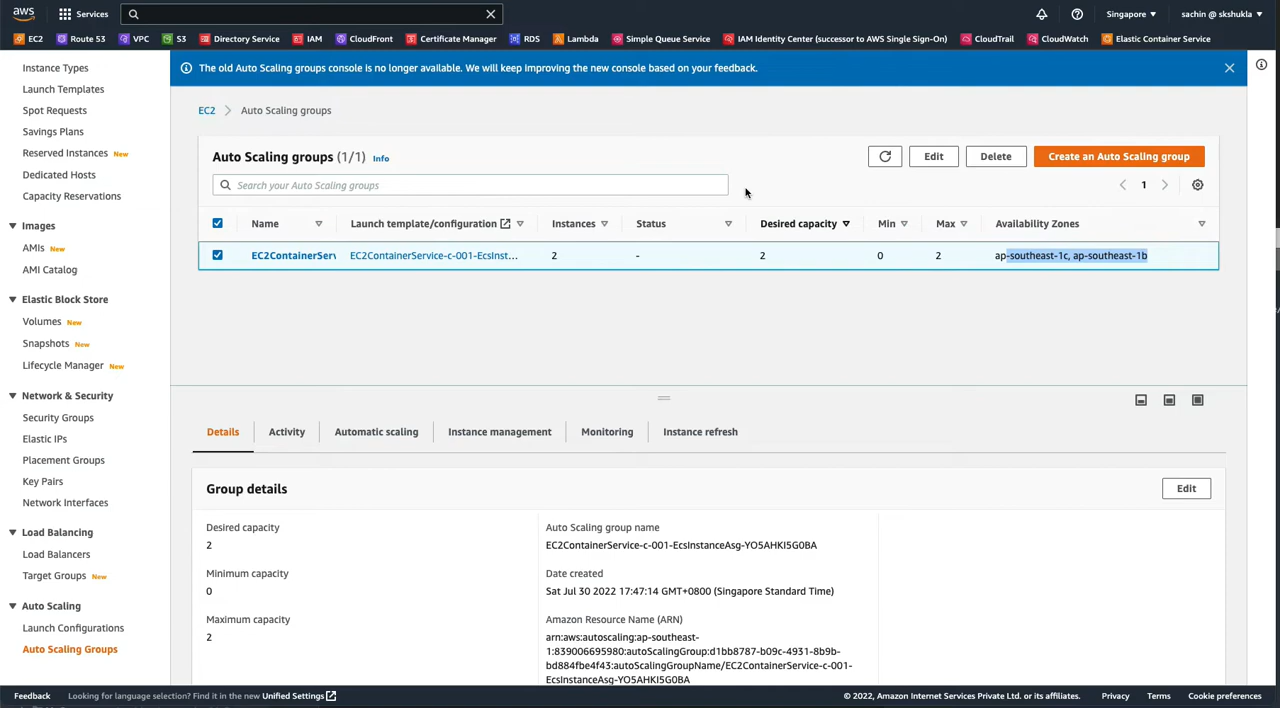 aws
Services
Singapore
sachin @ skshukla
EC2 Route 53 VPC S3 Directory Service IAM CloudFront Certificate Manager RDS Lambda Simple Queue Service IAM Identity Center (successor to AWS Single Sign-On) CloudTrail CloudWatch Elastic Container Service
Instance Types
Launch Templates
Spot Requests
Savings Plans
Reserved Instances New
Dedicated Hosts
Capacity Reservations
Images
AMIs New
AMI Catalog
Elastic Block Store
Volumes New
Snapshots New
Lifecycle Manager New
Network & Security
Security Groups
Elastic IPs
Placement Groups
Key Pairs
Network Interfaces
Load Balancing
Load Balancers
Target Groups New
Auto Scaling
Launch Configurations
Auto Scaling Groups
The old Auto Scaling groups console is no longer available. We will keep improving the new console based on your feedback.
EC2 > Auto Scaling groups
Auto Scaling groups (1/1) Info
Edit
Delete
Create an Auto Scaling group
Search your Auto Scaling groups
1
Name Launch template/configuration Instances Status Desired capacity Min Max Availability Zones
EC2ContainerSer EC2ContainerService-c-001-EcsInst... 2 - 2 0 2 ap-southeast-1c, ap-southeast-1b
Details Activity Automatic scaling Instance management Monitoring Instance refresh
Group details
Edit
Desired capacity
2
Minimum capacity
0
Maximum capacity
2
Auto Scaling group name
EC2ContainerService-c-001-EcsInstanceAsg-YO5AHKI5G0BA
Date created
Sat Jul 30 2022 17:47:14 GMT+0800 (Singapore Standard Time)
Amazon Resource Name (ARN)
arn:aws:autoscaling:ap-southeast-
1:839006695980:autoScalingGroup:d1bb8787-b09c-4931-8b9b-
bd884fbe4f43:autoScalingGroupName/EC2ContainerService-c-001-
EcsInstanceAsg-YO5AHKI5G0BA
Feedback Looking for language selection? Find it in the new Unified Settings © 2022, Amazon Internet Services Private Ltd. or its affiliates. Privacy Terms Cookie preferences